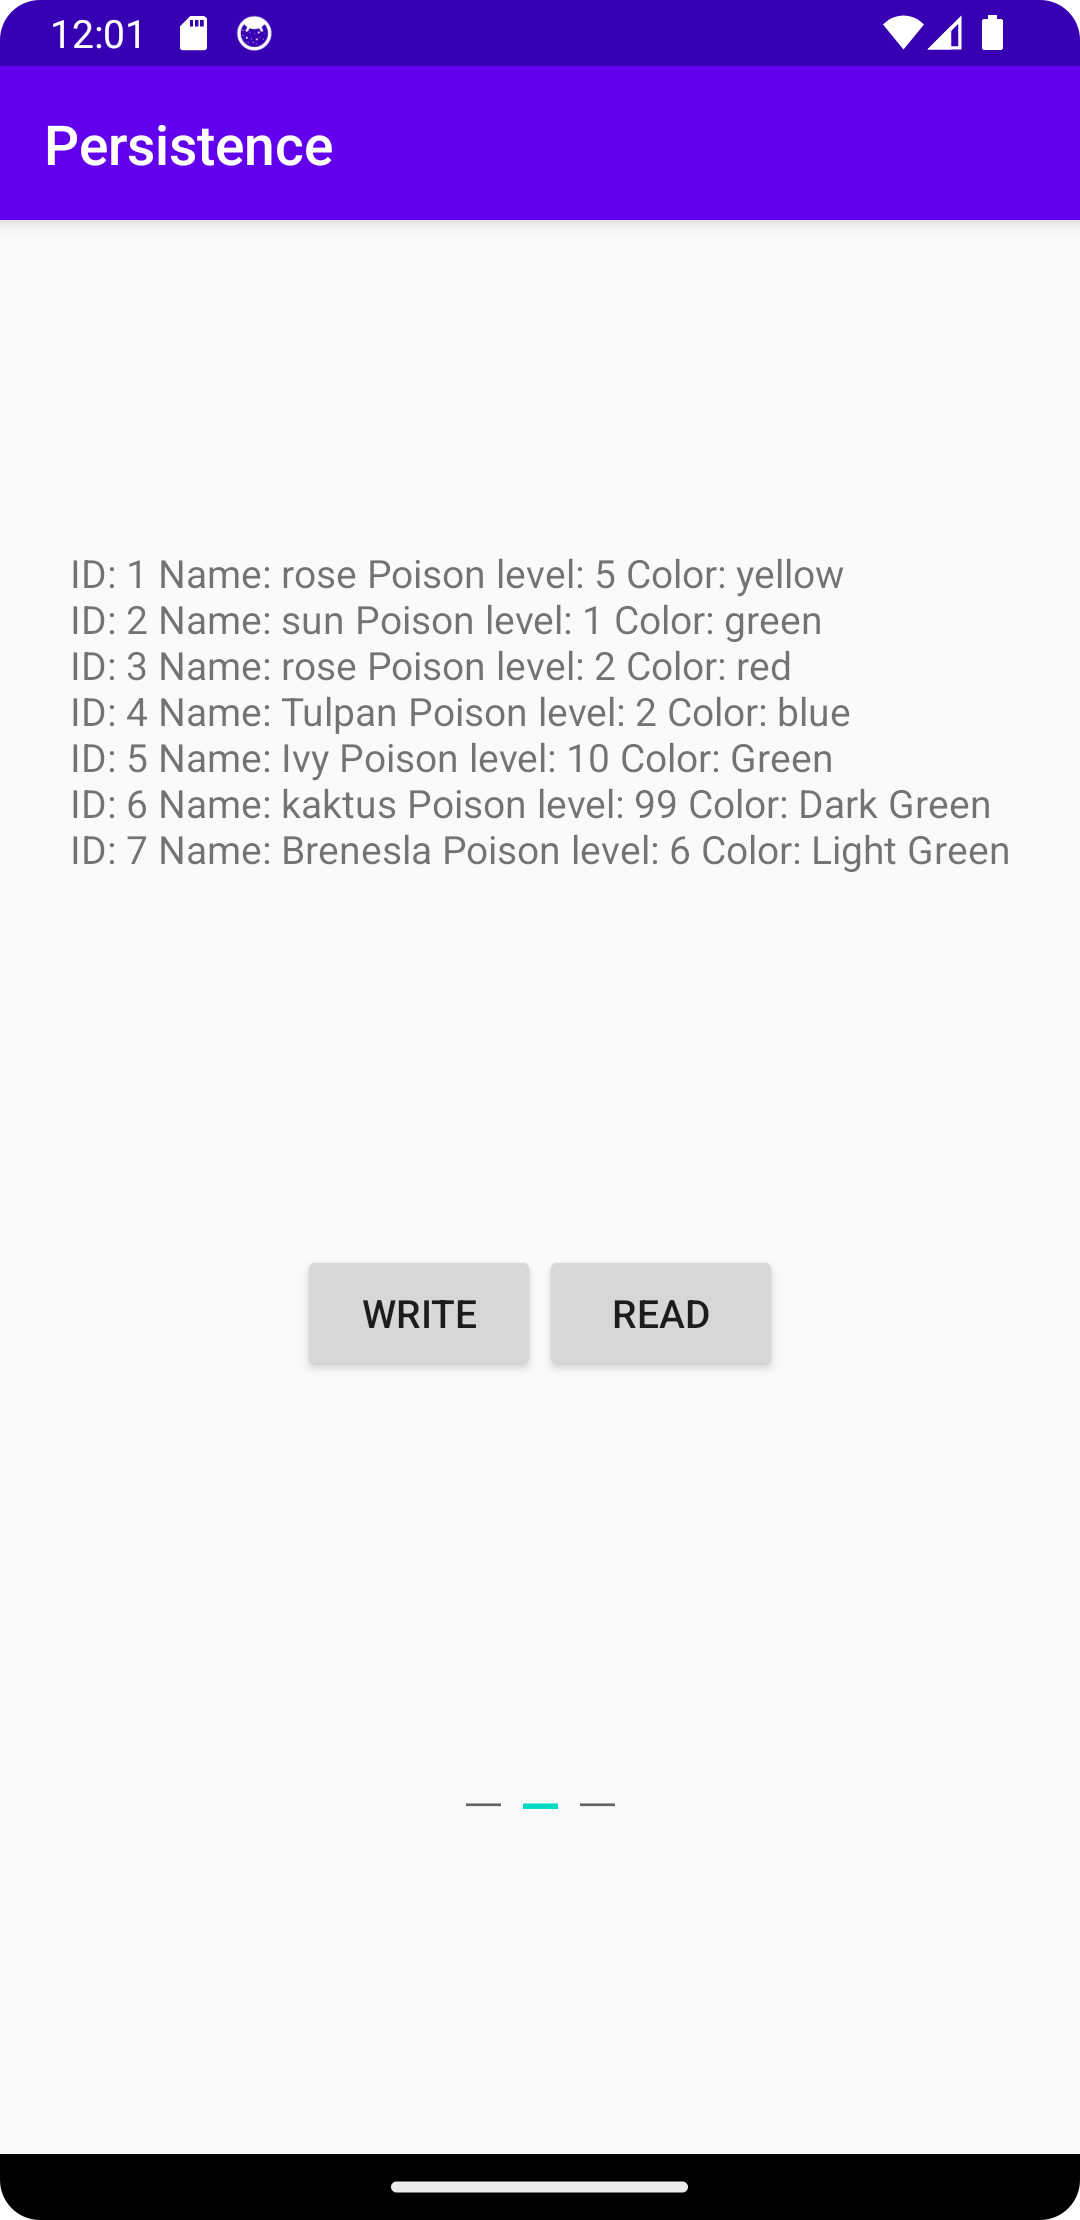 12:01
Persistence
ID: 1 Name: rose Poison level: 5 Color: yellow
ID: 2 Name: sun Poison level: 1 Color: green
ID: 3 Name: rose Poison level: 2 Color: red
ID: 4 Name: Tulpan Poison level: 2 Color: blue
ID: 5 Name: Ivy Poison level: 10 Color: Green
ID: 6 Name: kaktus Poison level: 99 Color: Dark Green
ID: 7 Name: Brenesla Poison level: 6 Color: Light Green
WRITE READ